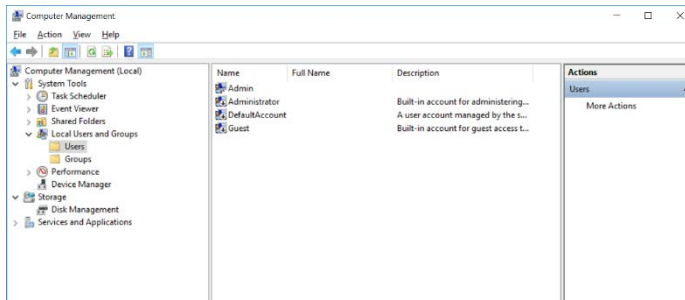 Computer Management
File Action View Help
Computer Management (Local)
System Tools
Task Scheduler
Event Viewer
Shared Folders
Local Users and Groups
Users
Groups
Performance
Device Manager
Storage
Disk Management
Services and Applications
Name Full Name Description
Admin
Administrator Built-in account for administering...
DefaultAccount A user account managed by the s...
Guest Built-in account for guest access t...
Actions
Users
More Actions